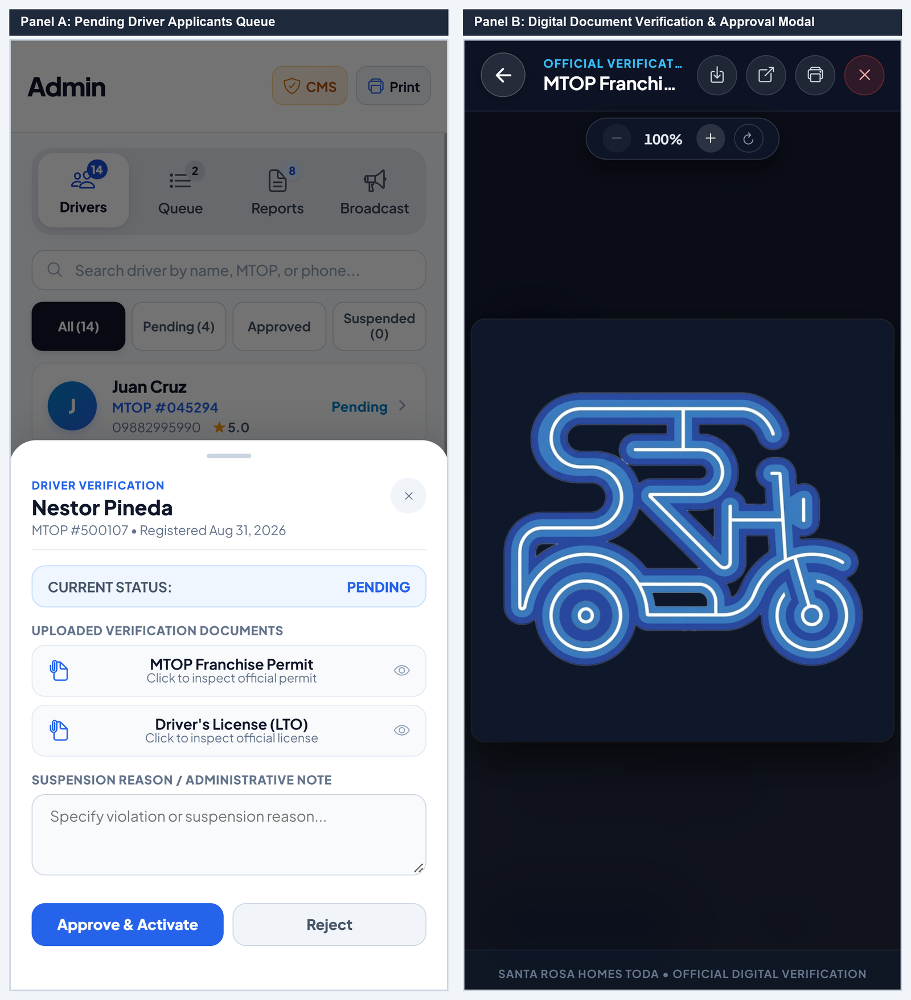 Panel A: Pending Driver Applicants Queue
Admin
CMS
Print
14
2
8
Drivers
Queue
Reports
Broadcast
Search driver by name, MTOP, or phone...
All (14)
Pending (4)
Approved
Suspended
(0)
J
Juan Cruz
MTOP #045294
09882995990 ★ 5.0
Pending
DRIVER VERIFICATION
Nestor Pineda
MTOP #500107 • Registered Aug 31, 2026
CURRENT STATUS:
PENDING
UPLOADED VERIFICATION DOCUMENTS
MTOP Franchise Permit
Click to inspect official permit
Driver's License (LTO)
Click to inspect official license
SUSPENSION REASON / ADMINISTRATIVE NOTE
Specify violation or suspension reason...
Approve & Activate
Reject
Panel B: Digital Document Verification & Approval Modal
OFFICIAL VERIFICAT...
MTOP Franchi...
100%
SANTA ROSA HOMES TODA • OFFICIAL DIGITAL VERIFICATION